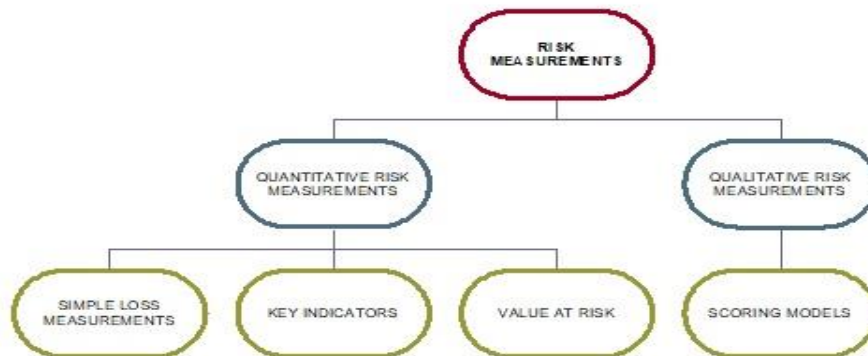 RISK
MEASUREMENTS
QUANTITATIVE RISK
MEASUREMENTS
QUALITATIVE RISK
MEASUREMENTS
SIMPLE LOSS
MEASUREMENTS
KEY INDICATORS
VALUE AT RISK
SCORING MODELS